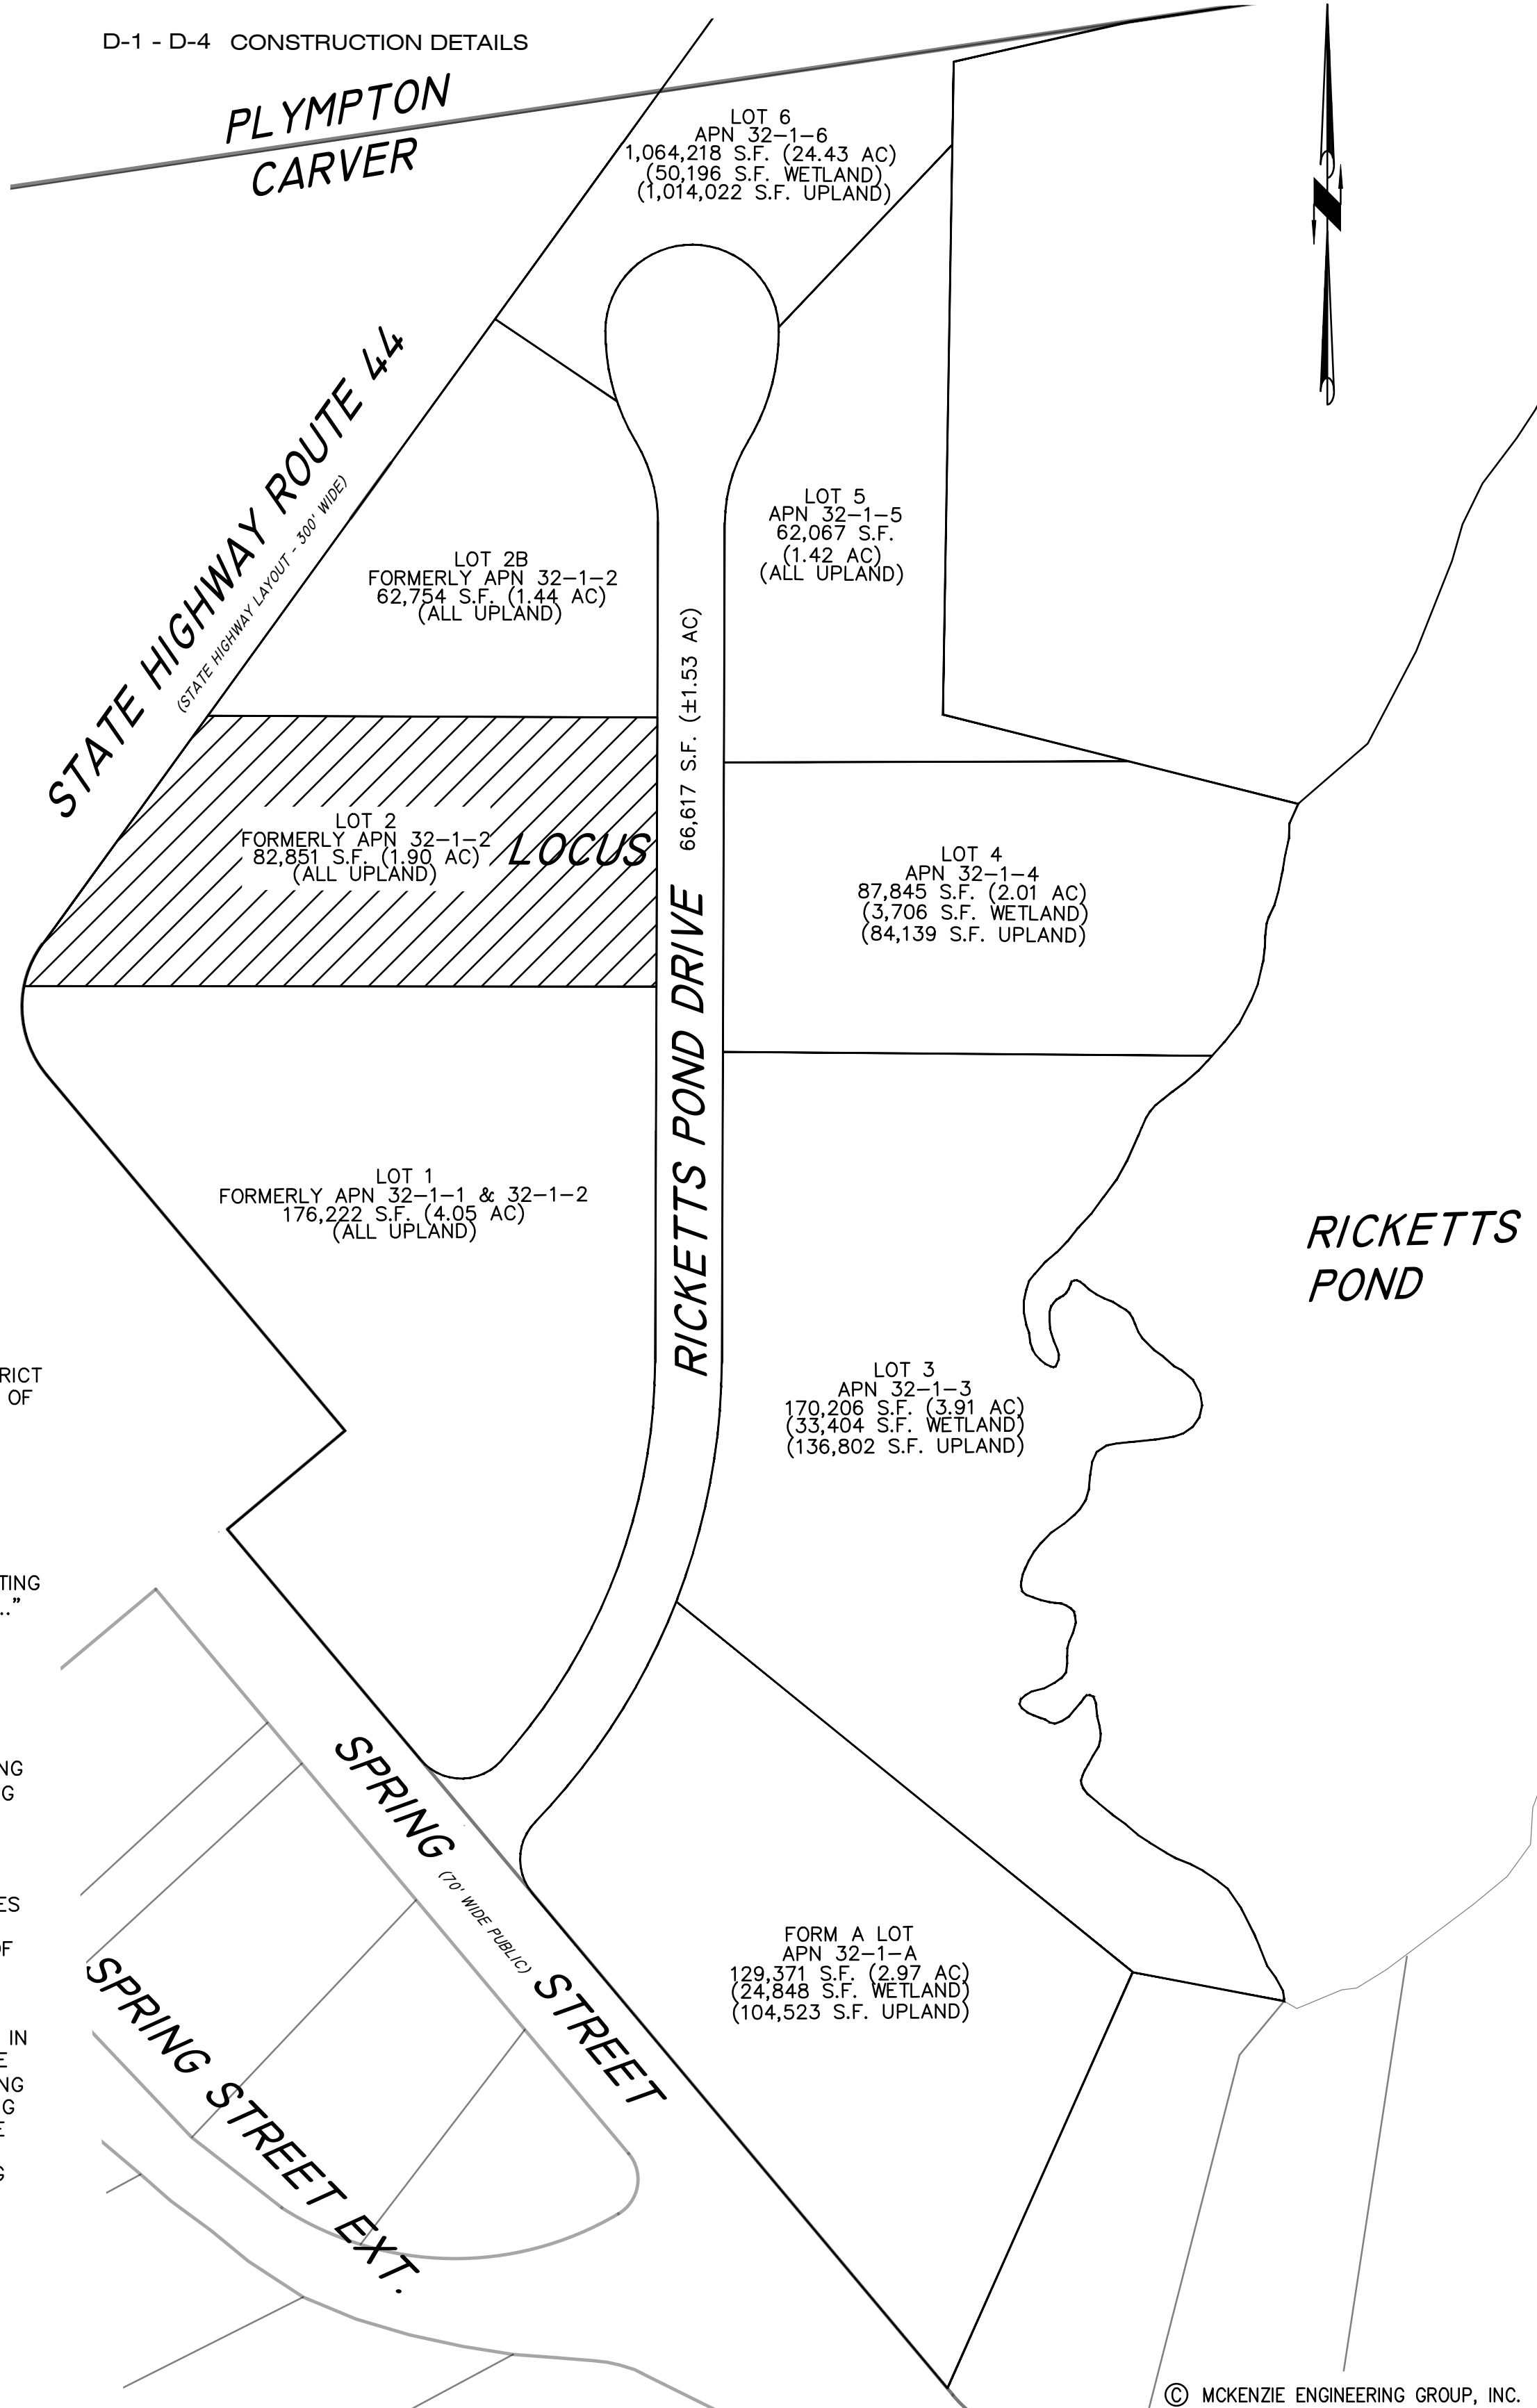 D-1 - D-4 CONSTRUCTION DETAILS
PLYMPTON
CARVER
LOT 6
APN 32-1-6
1,064,218 S.F. (24.43 AC)
(50,196 S.F. WETLAND)
(1,014,022 S.F. UPLAND)
STATE HIGHWAY ROUTE 44
(STATE HIGHWAY LAYOUT - 300' WIDE)
LOT 5
APN 32-1-5
62,067 S.F.
(1.42 AC)
(ALL UPLAND)
LOT 2B
FORMERLY APN 32-1-2
62,754 S.F. (1.44 AC)
(ALL UPLAND)
66,617 S.F. (±1.53 AC)
LOT 2
FORMERLY APN 32-1-2
82,851 S.F. (1.90 AC)
(ALL UPLAND)
LOCUS
LOT 4
APN 32-1-4
87,845 S.F. (2.01 AC)
(3,706 S.F. WETLAND)
(84,139 S.F. UPLAND)
RICKETTS POND DRIVE
LOT 1
FORMERLY APN 32-1-1 & 32-1-2
176,222 S.F. (4.05 AC)
(ALL UPLAND)
RICKETTS
POND
RICT
OF
LOT 3
APN 32-1-3
170,206 S.F. (3.91 AC)
(33,404 S.F. WETLAND)
(136,802 S.F. UPLAND)
TING
.."
NG
G
ES
OF
SPRING STREET
(70' WIDE PUBLIC)
FORM A LOT
APN 32-1-A
129,371 S.F. (2.97 AC)
(24,848 S.F. WETLAND)
(104,523 S.F. UPLAND)
IN
E
NG
G
E
G
SPRING STREET EXT.
© MCKENZIE ENGINEERING GROUP, INC.